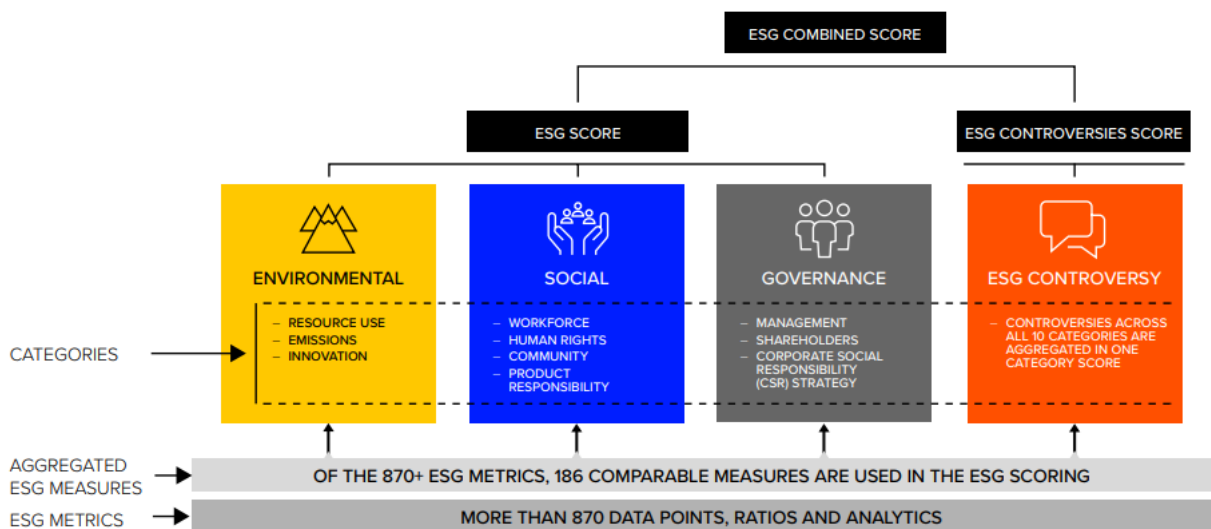 ESG COMBINED SCORE
ESG SCORE
ESG CONTROVERSIES SCORE
ENVIRONMENTAL
SOCIAL
GOVERNANCE
ESG CONTROVERSY
CATEGORIES
– RESOURCE USE
– EMISSIONS
– INNOVATION
– WORKFORCE
– HUMAN RIGHTS
– COMMUNITY
– PRODUCT
RESPONSIBILITY
– MANAGEMENT
– SHAREHOLDERS
– CORPORATE SOCIAL
RESPONSIBILITY
(CSR) STRATEGY
– CONTROVERSIES ACROSS
ALL 10 CATEGORIES ARE
AGGREGATED IN ONE
CATEGORY SCORE
AGGREGATED
ESG MEASURES
OF THE 870+ ESG METRICS, 186 COMPARABLE MEASURES ARE USED IN THE ESG SCORING
ESG METRICS
MORE THAN 870 DATA POINTS, RATIOS AND ANALYTICS